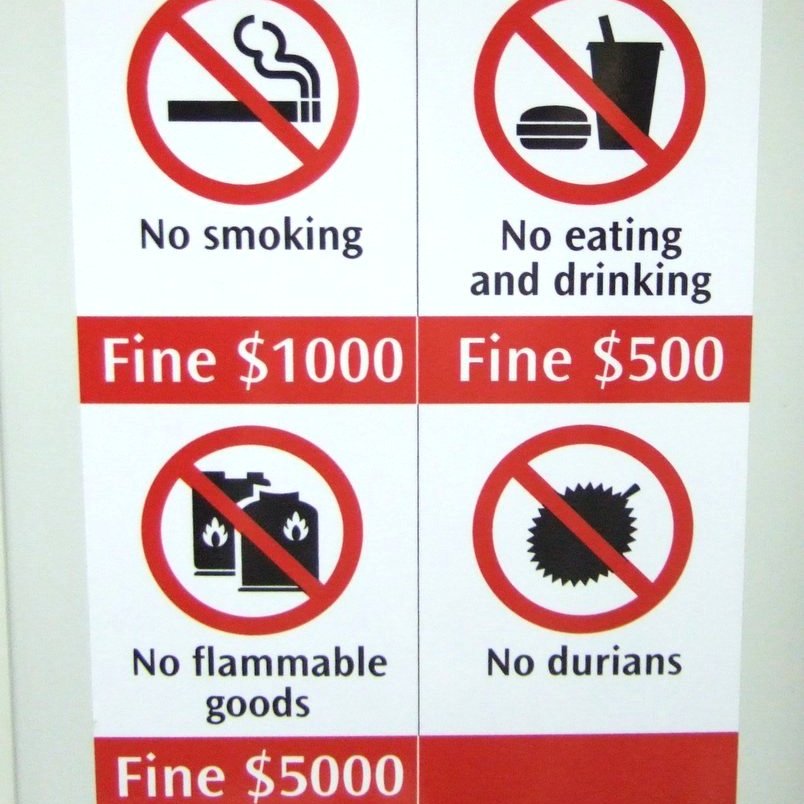 No smoking
No eating
and drinking
Fine $1000
Fine $500
No flammable
goods
No durians
Fine $5000